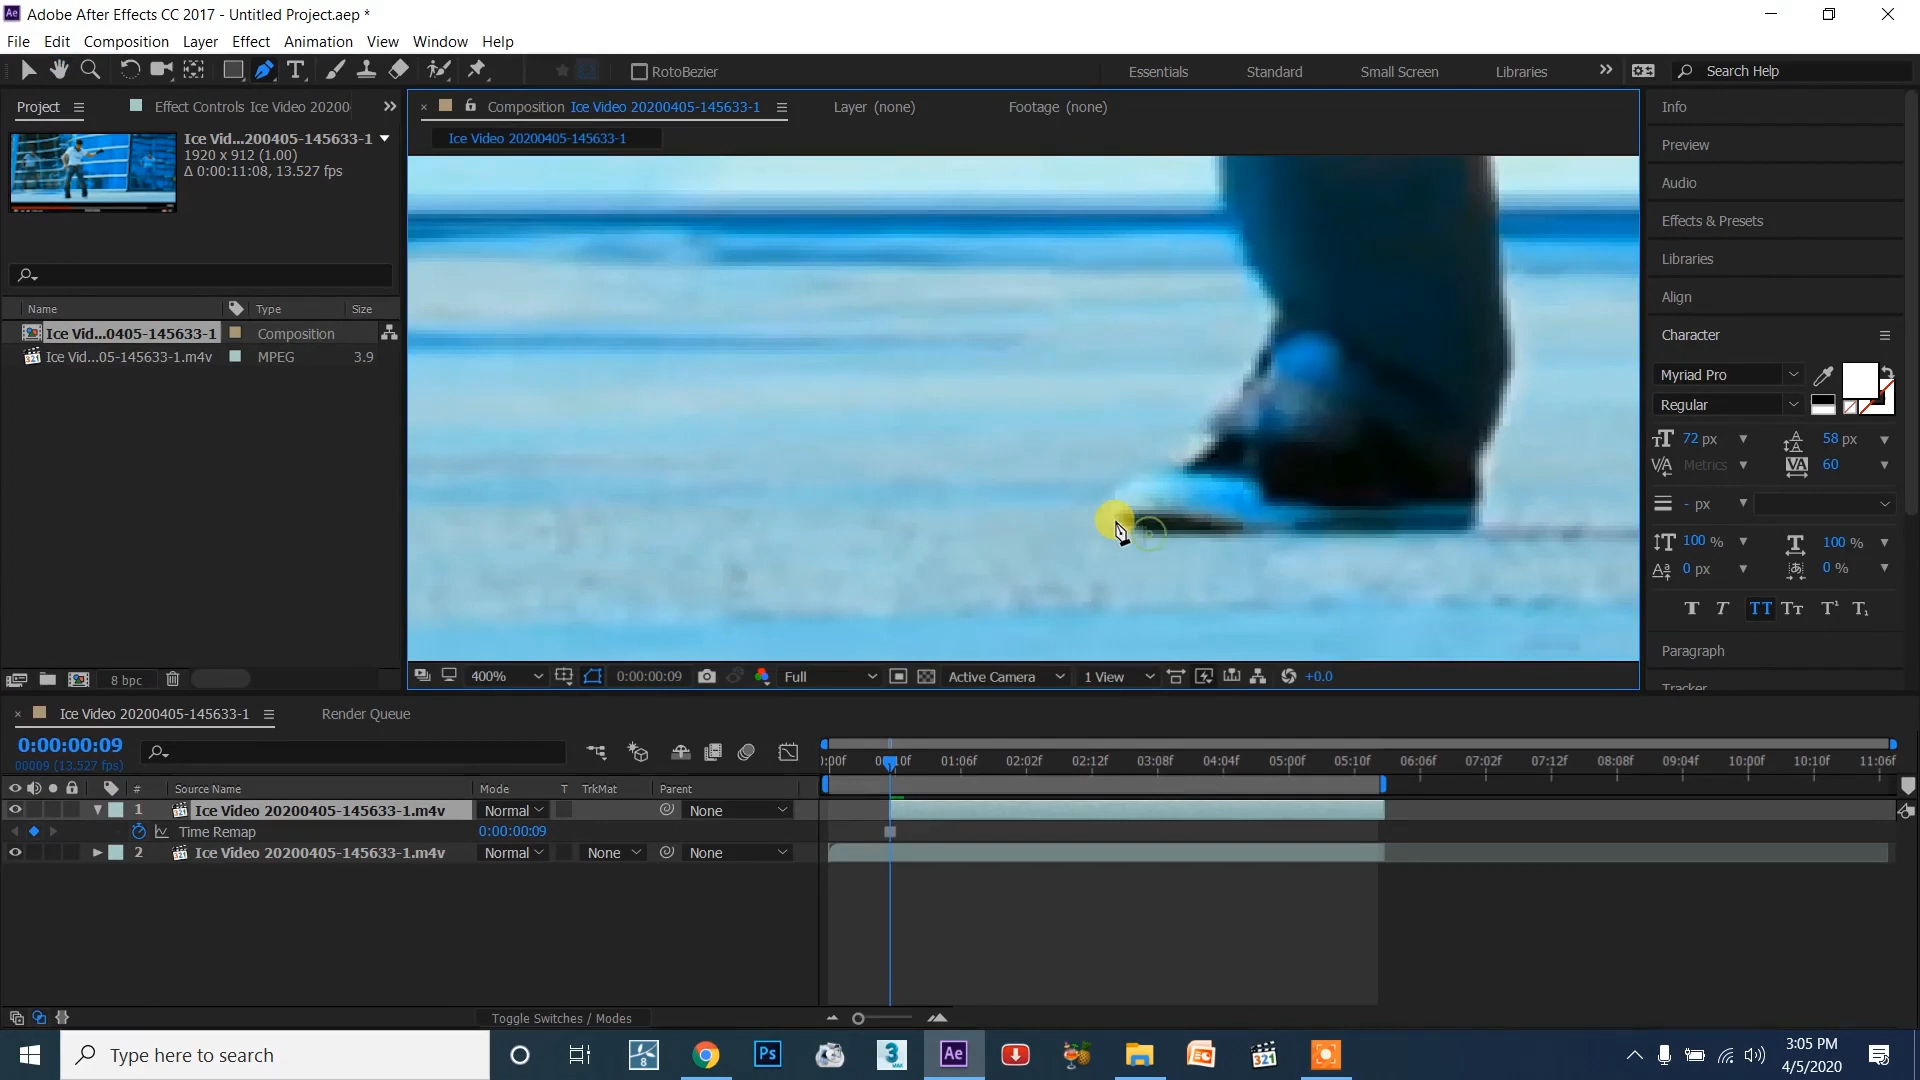 Adobe After Effects CC 2017 - Untitled Project.aep *
File Edit Composition Layer Effect Animation View Window Help
RotoBezier
Essentials Standard Small Screen Libraries Search Help
Project Effect Controls Ice Video 20200
Composition Ice Video 20200405-145633-1 Layer (none) Footage (none)
Ice Video 20200405-145633-1
Ice Vid...200405-145633-1
1920 x 912 (1.00)
Δ 0:00:11:08, 13.527 fps
Name Type Size
Ice Vid...0405-145633-1 Composition
Ice Vid...05-145633-1.m4v MPEG 3.9
8 bpc
400% 0:00:00:09 Full Active Camera 1 View +0.0
Info
Preview
Audio
Effects & Presets
Libraries
Align
Character
Myriad Pro
Regular
72 px 58 px
Metrics 60
- px
100 % 100 %
0 px 0 %
Paragraph
Tracker
Ice Video 20200405-145633-1 Render Queue
0:00:00:09
00009 (13.527 fps)
01:06f 02:02f 02:12f 03:08f 04:04f 05:00f 05:10f 06:06f 07:02f 07:12f 08:08f 09:04f 10:00f 10:10f 11:06f
# Source Name Mode T TrkMat Parent
1 Ice Video 20200405-145633-1.m4v Normal None
Time Remap 0:00:00:09
2 Ice Video 20200405-145633-1.m4v Normal None None
Toggle Switches / Modes
Type here to search
3:05 PM
4/5/2020